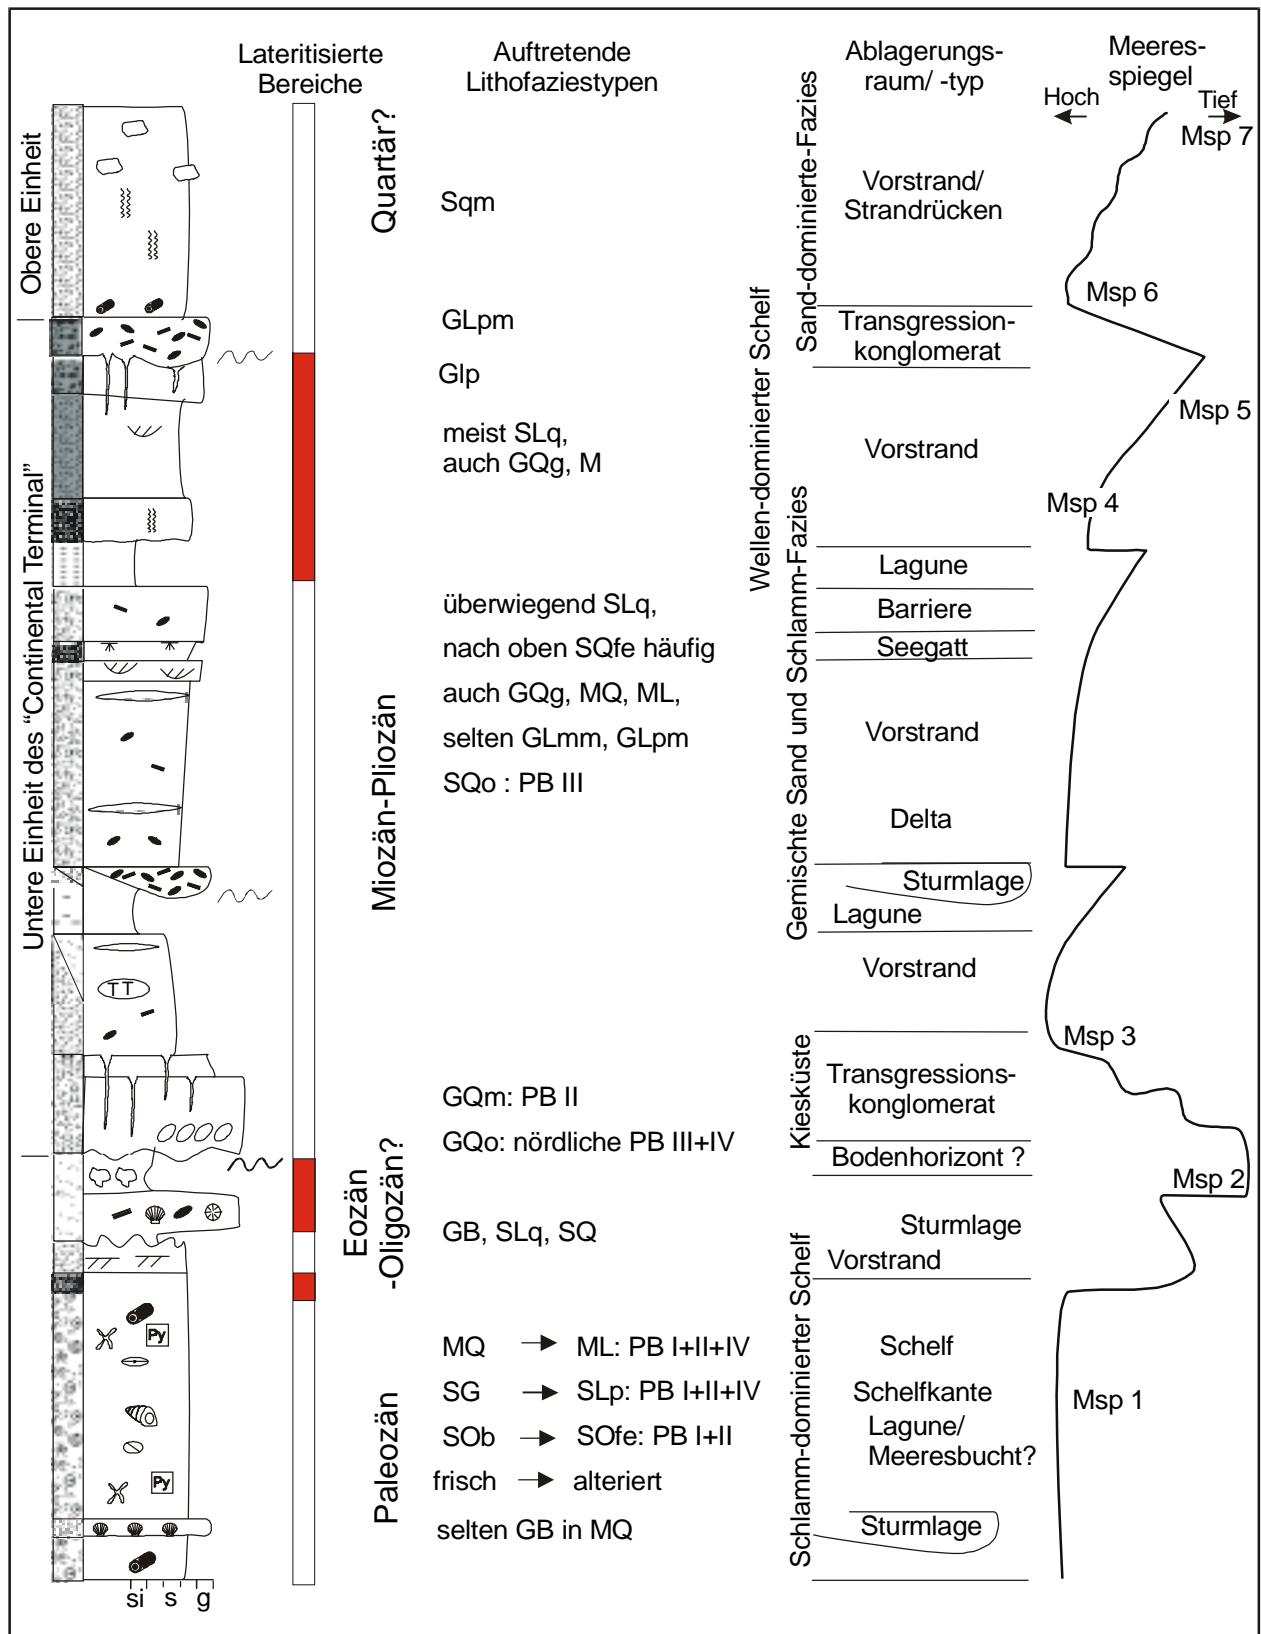 Lateritisierte
Bereiche
Auftretende
Lithofaziestypen
Ablagerungs-
raum/ -typ
Meeres-
spiegel
Hoch
Tief
Obere Einheit
Untere Einheit des "Continental Terminal"
Quartär?
Miozän-Pliozän
Eozän
-Oligozän?
Paleozän
Sqm
GLpm
Glp
meist SLq,
auch GQg, M
überwiegend SLq,
nach oben SQfe häufig
auch GQg, MQ, ML,
selten GLmm, GLpm
SQo : PB III
GQm: PB II
GQo: nördliche PB III+IV
GB, SLq, SQ
MQ → ML: PB I+II+IV
SG → SLp: PB I+II+IV
SOb → SOfe: PB I+II
frisch → alteriert
selten GB in MQ
Wellen-dominierter Schelf
Sand-dominierte-Fazies
Gemischte Sand und Schlamm-Fazies
Kiesküste
Schlamm-dominierter Schelf
Vorstrand/
Strandrücken
Transgression-
konglomerat
Vorstrand
Lagune
Barriere
Seegatt
Vorstrand
Delta
Sturmlage
Lagune
Vorstrand
Transgressions-
konglomerat
Bodenhorizont ?
Sturmlage
Vorstrand
Schelf
Schelfkante
Lagune/
Meeresbucht?
Sturmlage
Msp 7
Msp 6
Msp 5
Msp 4
Msp 3
Msp 2
Msp 1
TT
Py
Py
si s g